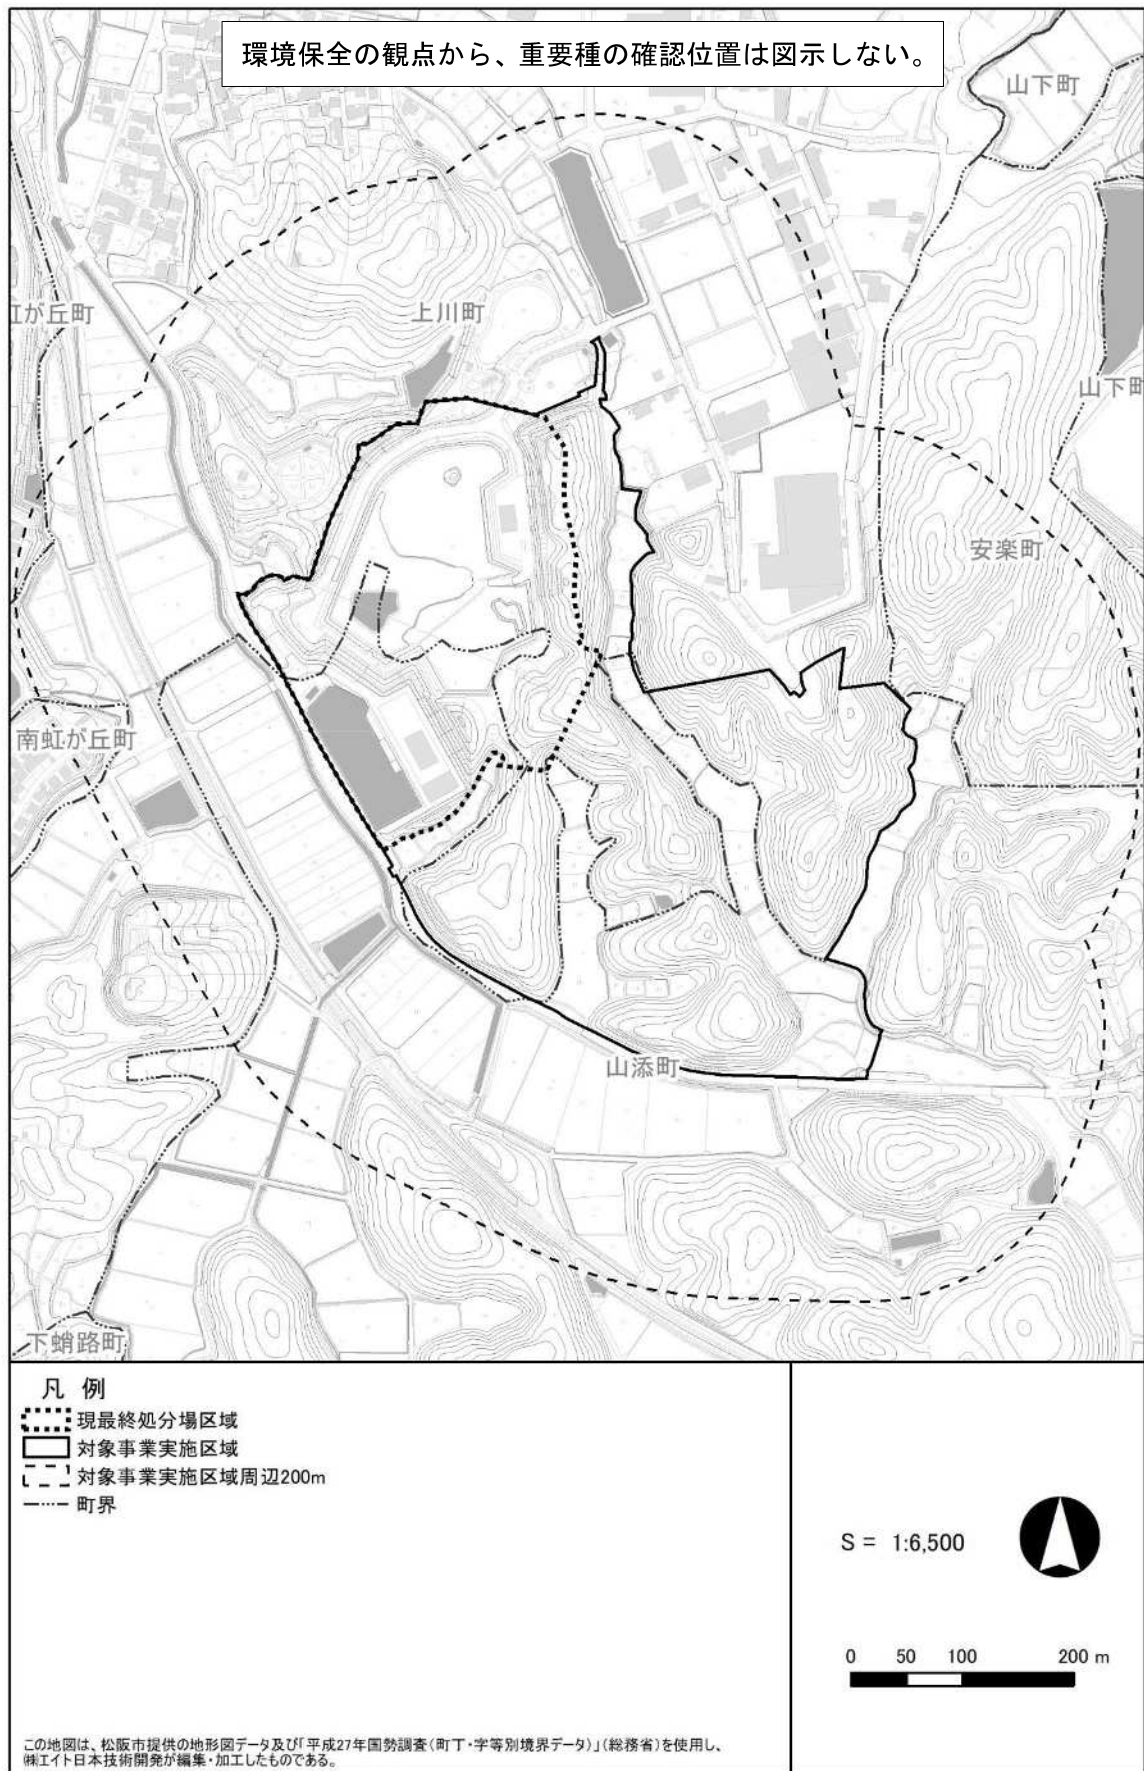 環境保全の観点から、重要種の確認位置は図示しない。
山下町
虹が丘町
上川町
山下町
安楽町
南虹が丘町
山添町
下蛸路町
凡 例
現最終処分場区域
対象事業実施区域
対象事業実施区域周辺200m
町界
S = 1:6,500
0 50 100 200 m
この地図は、松阪市提供の地形図データ及び「平成27年国勢調査(町丁・字等別境界データ)」(総務省)を使用し、
㈱エイト日本技術開発が編集・加工したものである。